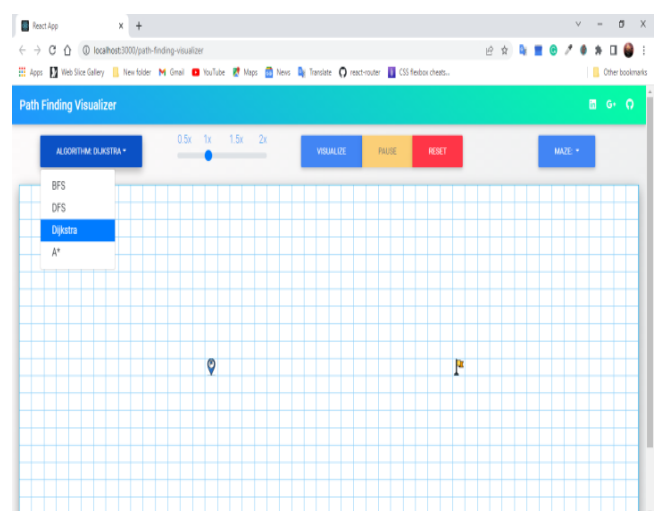 React App
localhost:3000/path-finding-visualizer
Apps Web Slice Gallery New folder Gmail YouTube Maps News Translate react-router CSS flexbox cheats... Other bookmarks
Path Finding Visualizer
G+
ALGORITHM: DIJKSTRA
0.5x 1x 1.5x 2x
VISUALIZE PAUSE RESET
MAZE:
BFS
DFS
Dijkstra
A*